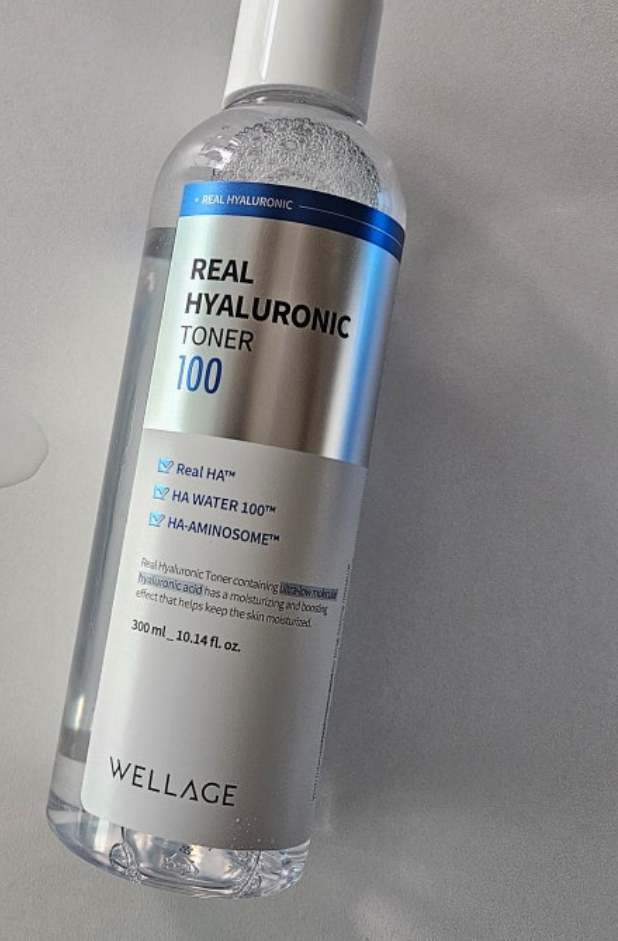 • REAL HYALURONIC
REAL
HYALURONIC
TONER
100
Real HA™
HA WATER 100™
HA-AMINOSOME™
Real Hyaluronic Toner containing ultra-low molecular
hyaluronic acid has a moisturizing and boosting
effect that helps keep the skin moisturized.
300 ml_ 10.14 fl. oz.
WELLAGE